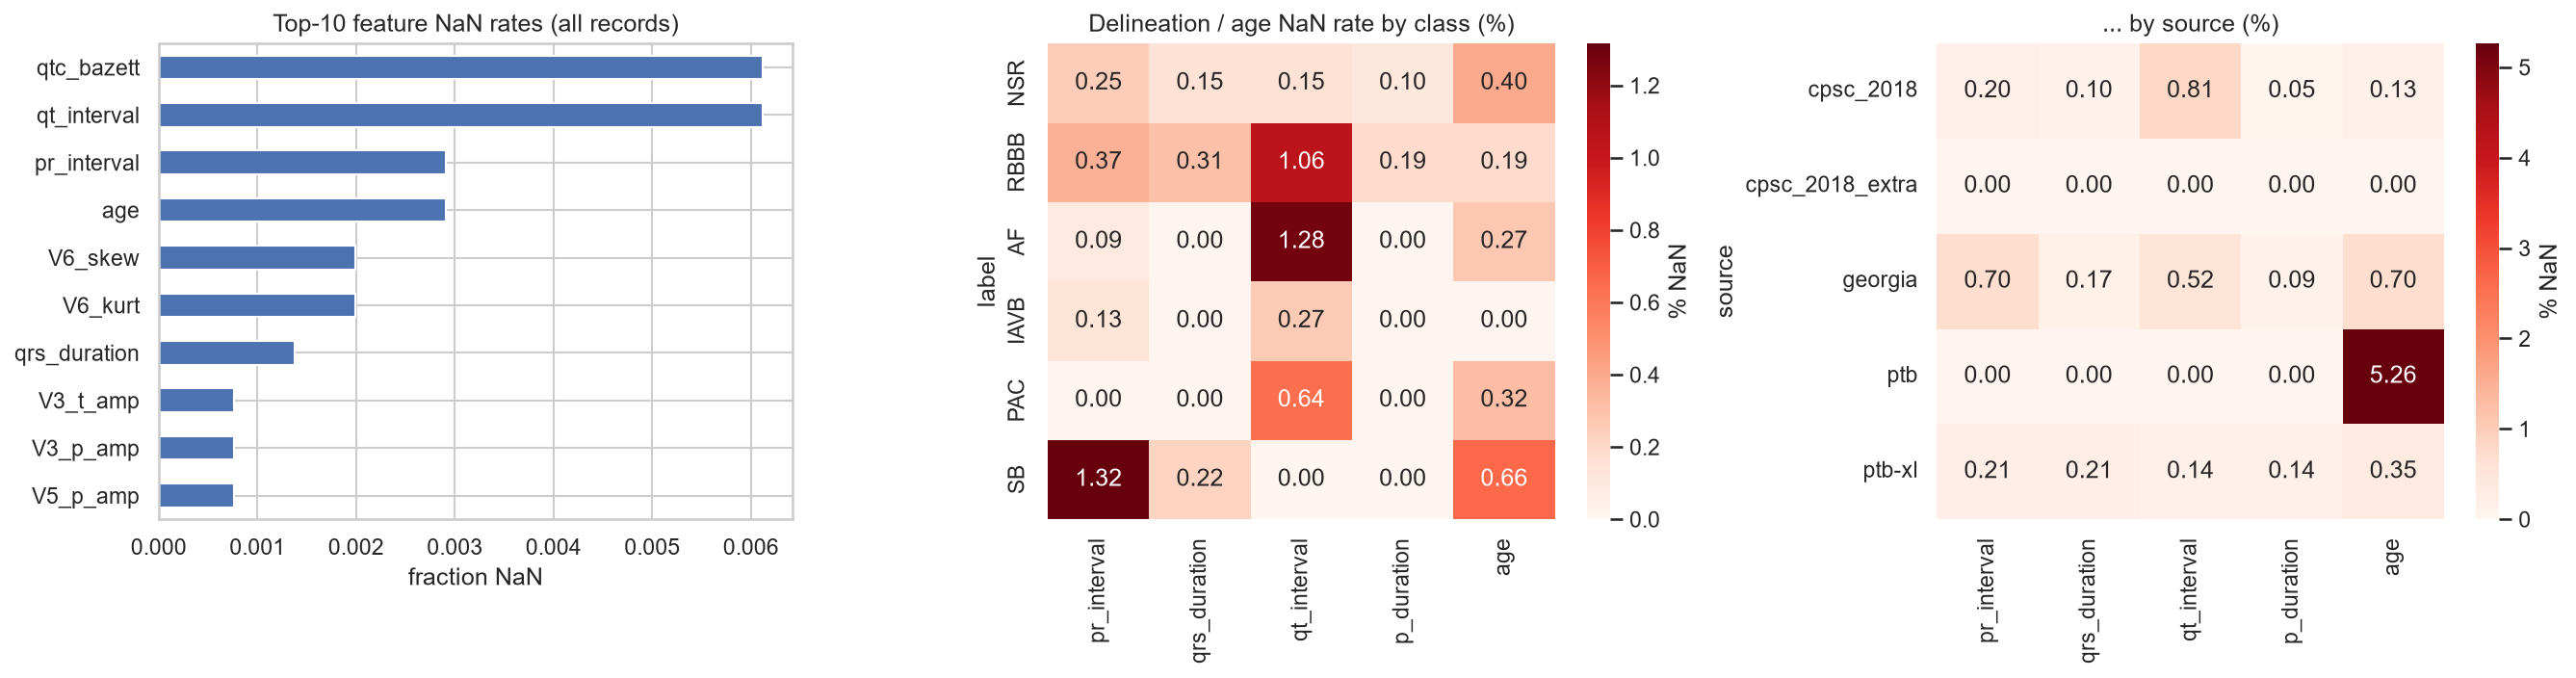 Top-10 feature NaN rates (all records)
qtc_bazett
qt_interval
pr_interval
age
V6_skew
V6_kurt
qrs_duration
V3_t_amp
V3_p_amp
V5_p_amp
0.000 0.001 0.002 0.003 0.004 0.005 0.006
fraction NaN
Delineation / age NaN rate by class (%)
label
NSR 0.25 0.15 0.15 0.10 0.40
RBBB 0.37 0.31 1.06 0.19 0.19
AF 0.09 0.00 1.28 0.00 0.27
IAVB 0.13 0.00 0.27 0.00 0.00
PAC 0.00 0.00 0.64 0.00 0.32
SB 1.32 0.22 0.00 0.00 0.66
pr_interval qrs_duration qt_interval p_duration age
1.2
1.0
0.8
0.6
0.4
0.2
0.0
% NaN
... by source (%)
source
cpsc_2018 0.20 0.10 0.81 0.05 0.13
cpsc_2018_extra 0.00 0.00 0.00 0.00 0.00
georgia 0.70 0.17 0.52 0.09 0.70
ptb 0.00 0.00 0.00 0.00 5.26
ptb-xl 0.21 0.21 0.14 0.14 0.35
pr_interval qrs_duration qt_interval p_duration age
5
4
3
2
1
0
% NaN